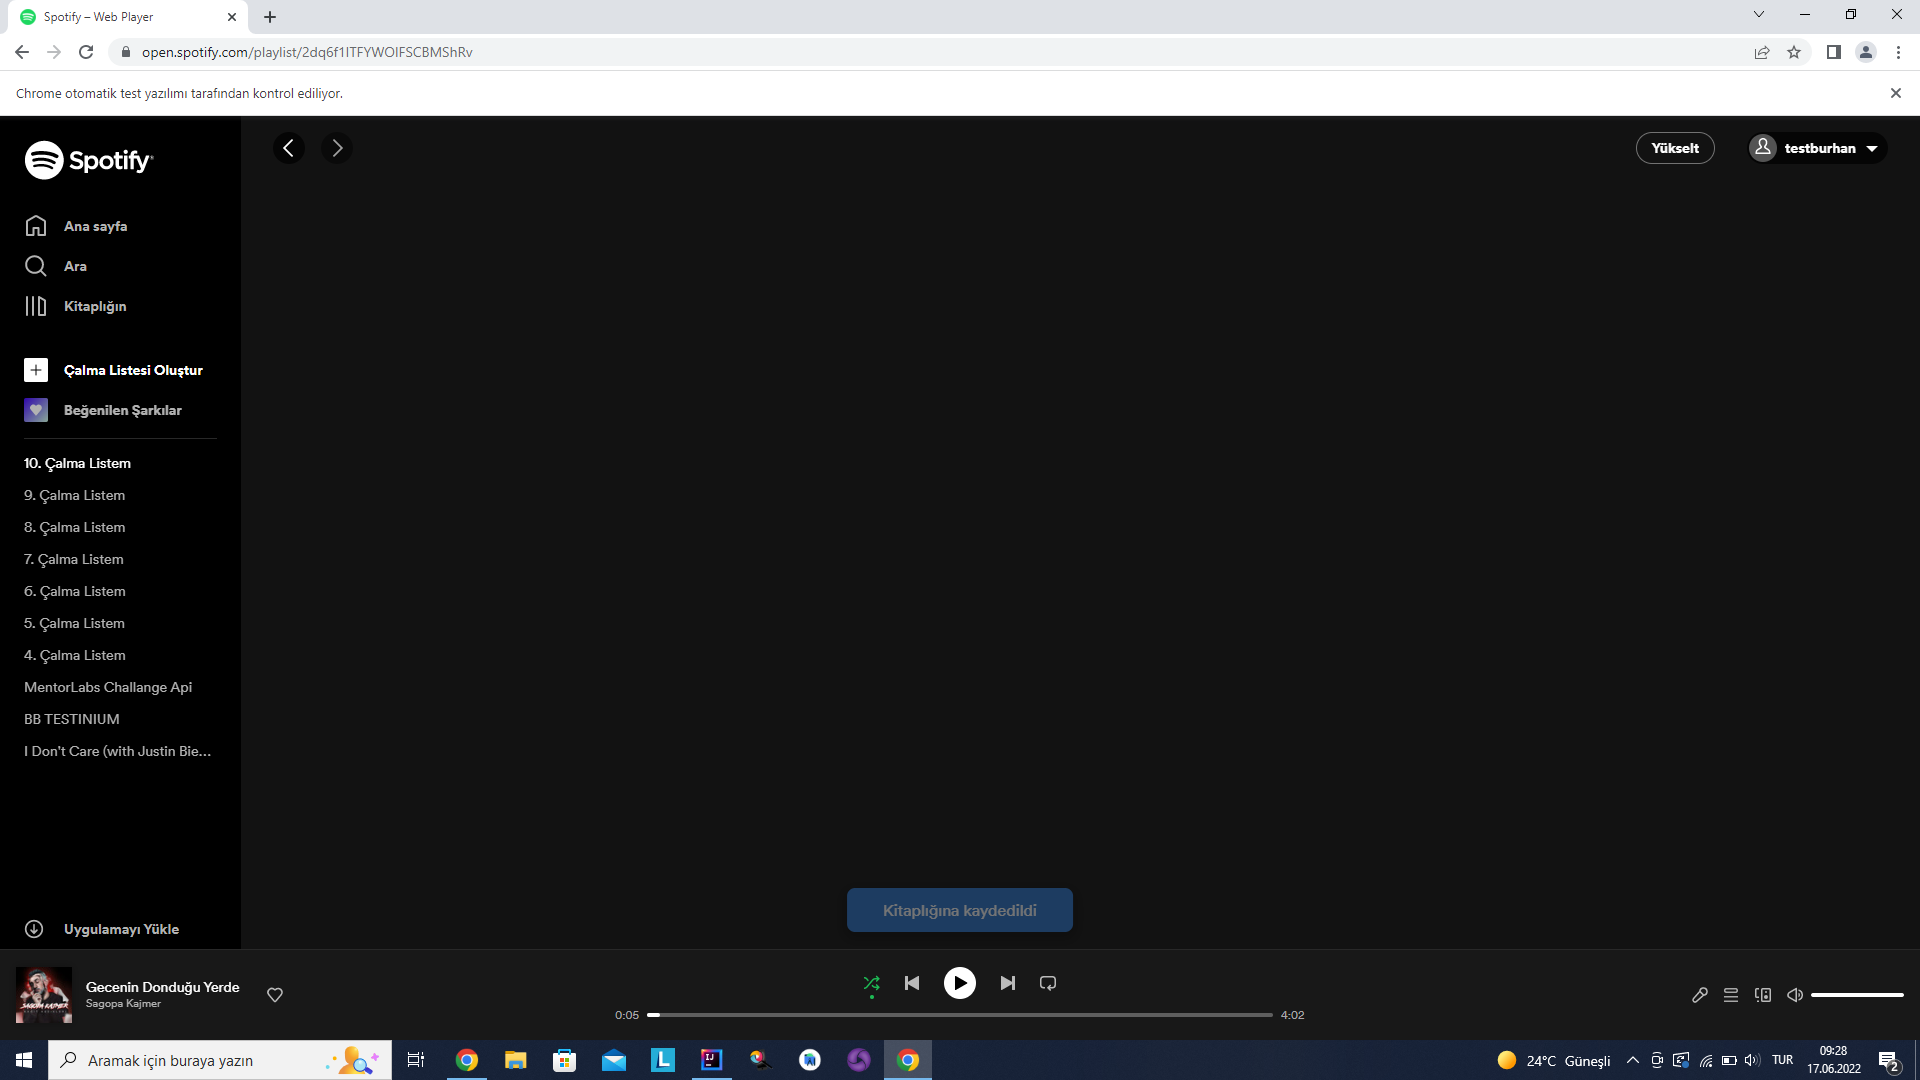 Spotify – Web Player
open.spotify.com/playlist/2dq6f1ITFYWOIFSCBMShRv
Chrome otomatik test yazılımı tarafından kontrol ediliyor.
Spotify
Yükselt
testburhan
Ana sayfa
Ara
Kitaplığın
Çalma Listesi Oluştur
Beğenilen Şarkılar
10. Çalma Listem
9. Çalma Listem
8. Çalma Listem
7. Çalma Listem
6. Çalma Listem
5. Çalma Listem
4. Çalma Listem
MentorLabs Challange Api
BB TESTINIUM
I Don't Care (with Justin Bie...
Kitaplığına kaydedildi
Uygulamayı Yükle
SAGOPA KAJMER
Gecenin Donduğu Yerde
Sagopa Kajmer
0:05
4:02
Aramak için buraya yazın
L
IJ
24°C Güneşli
TUR
09:28
17.06.2022
2